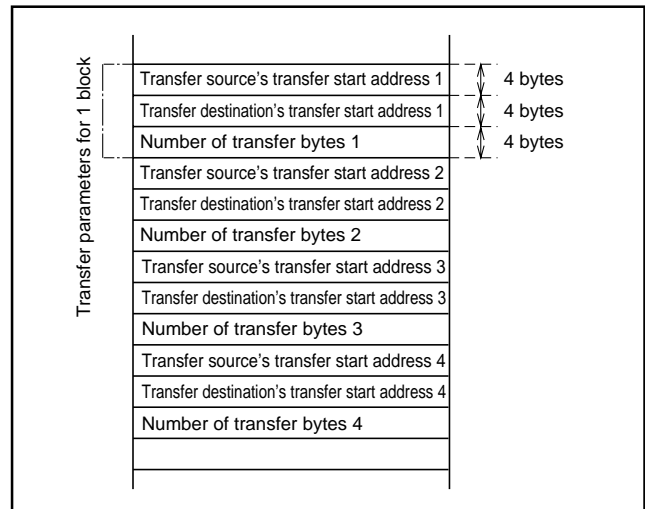 Transfer parameters for 1 block
Transfer source’s transfer start address 1
4 bytes
Transfer destination’s transfer start address 1
4 bytes
Number of transfer bytes 1
4 bytes
Transfer source’s transfer start address 2
Transfer destination’s transfer start address 2
Number of transfer bytes 2
Transfer source’s transfer start address 3
Transfer destination’s transfer start address 3
Number of transfer bytes 3
Transfer source’s transfer start address 4
Transfer destination’s transfer start address 4
Number of transfer bytes 4